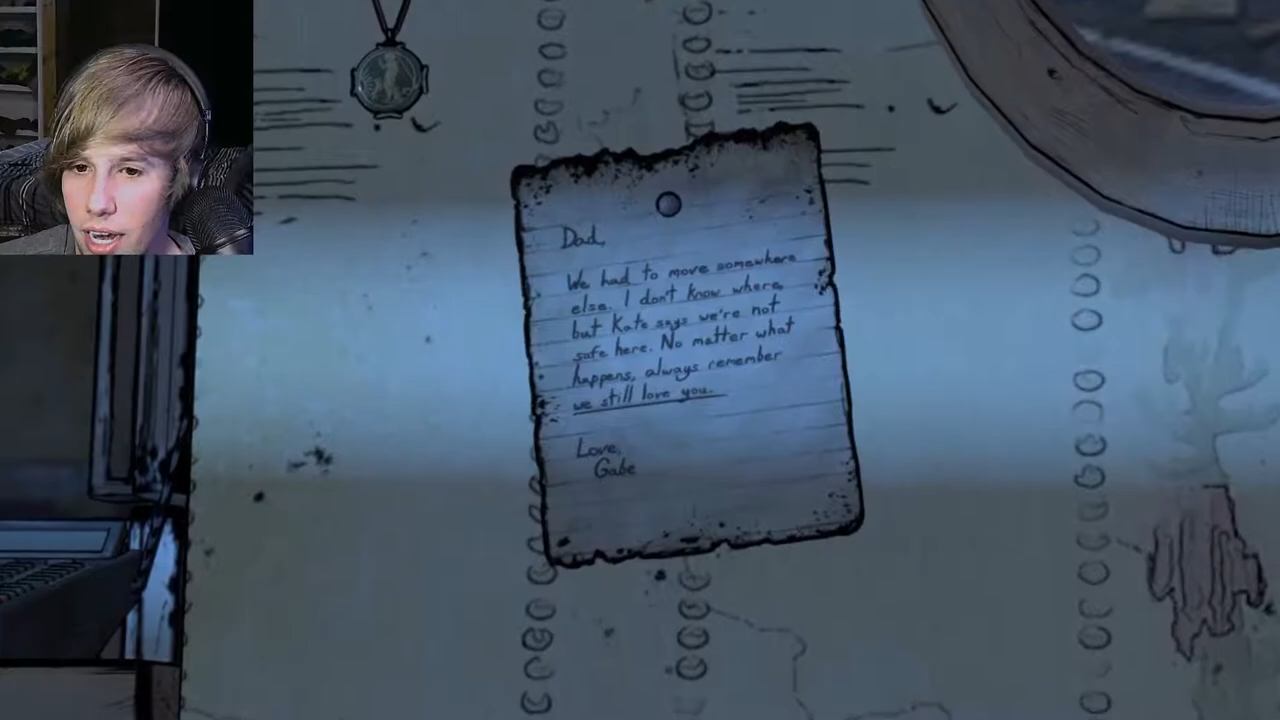 Dad,
We had to move somewhere
else. I don't know where
but Kate says we're not
safe here. No matter what
happens, always remember
we still love you.
Love,
Gabe